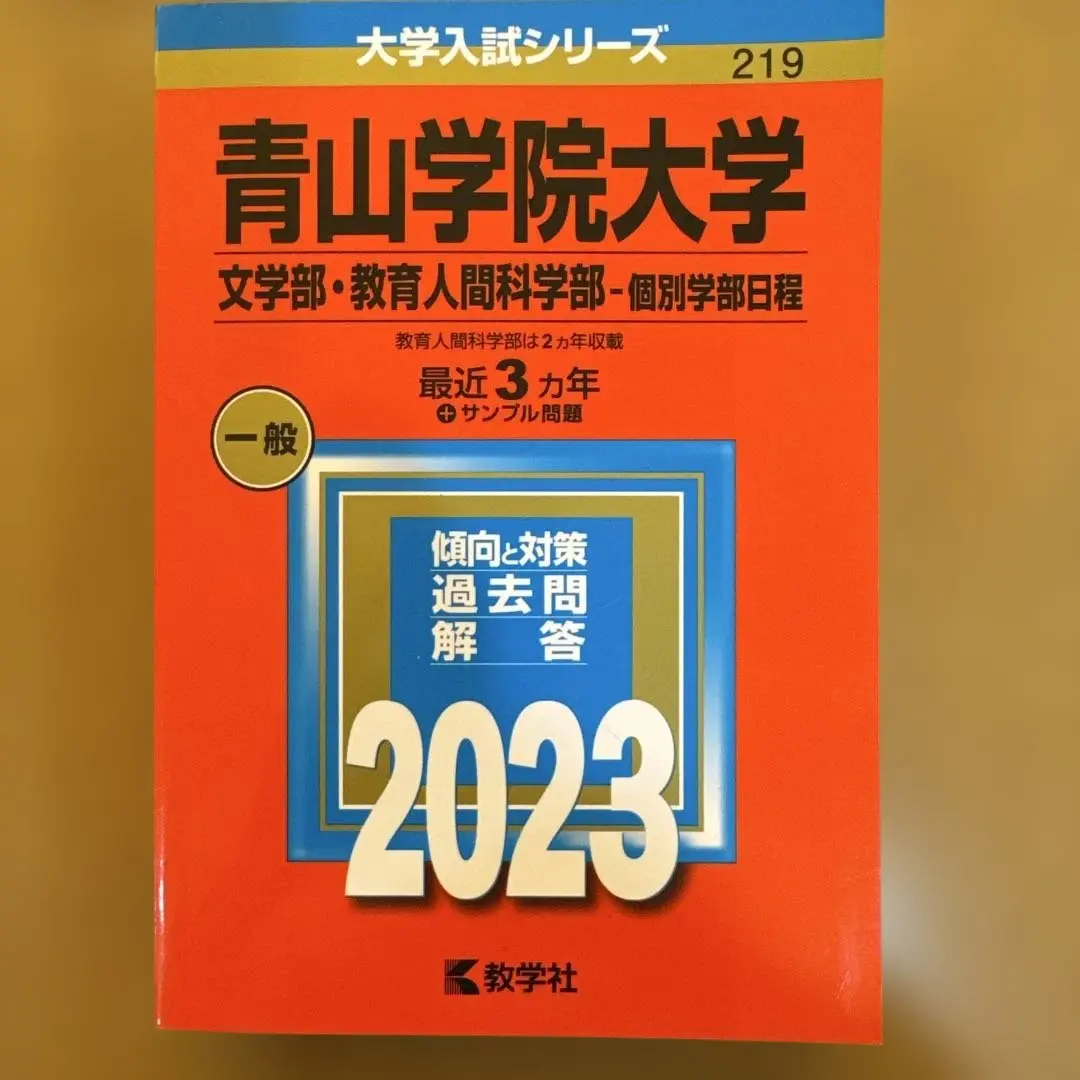 大学入試シリーズ
219
青山学院大学
文学部・教育人間科学部-個別学部日程
教育人間科学部は2ヵ年収載
最近3ヵ年
+サンプル問題
一般
傾向と対策
過去問
解答
2023
教学社